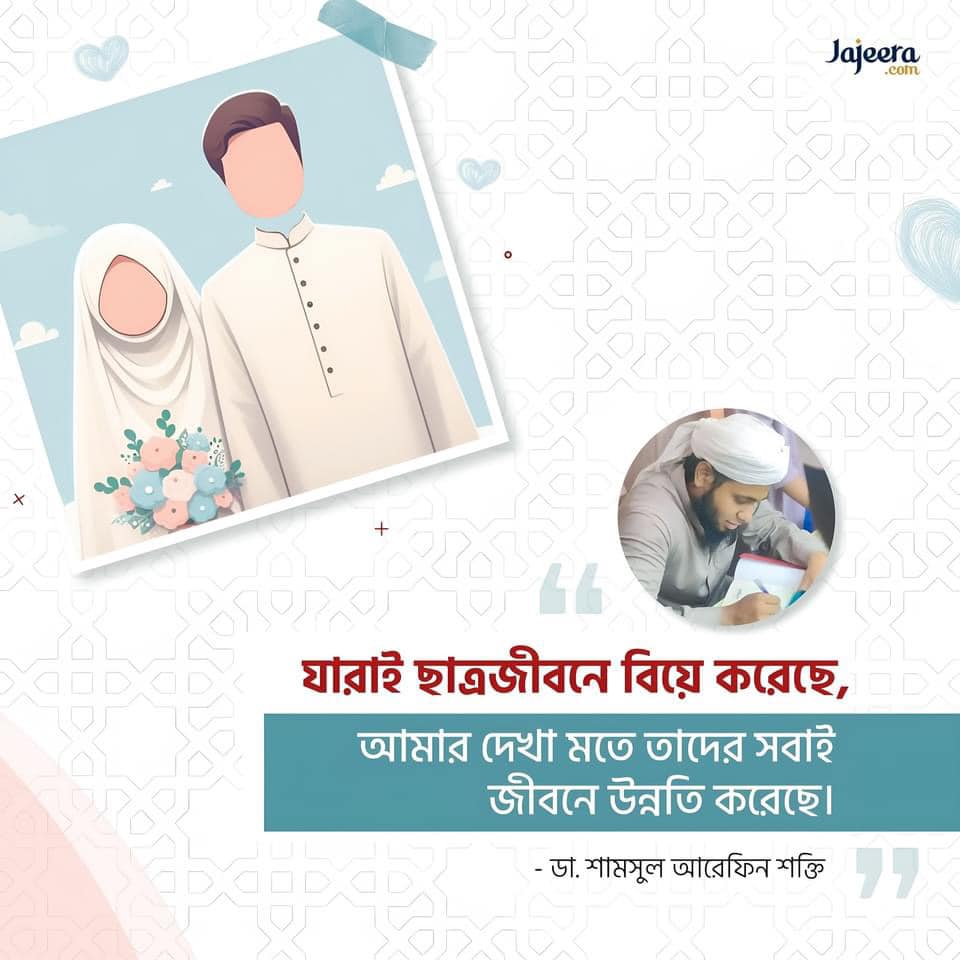 Jajeera
.com
যারাই ছাত্রজীবনে বিয়ে করেছে,
আমার দেখা মতে তাদের সবাই
জীবনে উন্নতি করেছে।
- ডা. শামসুল আরেফিন শক্তি